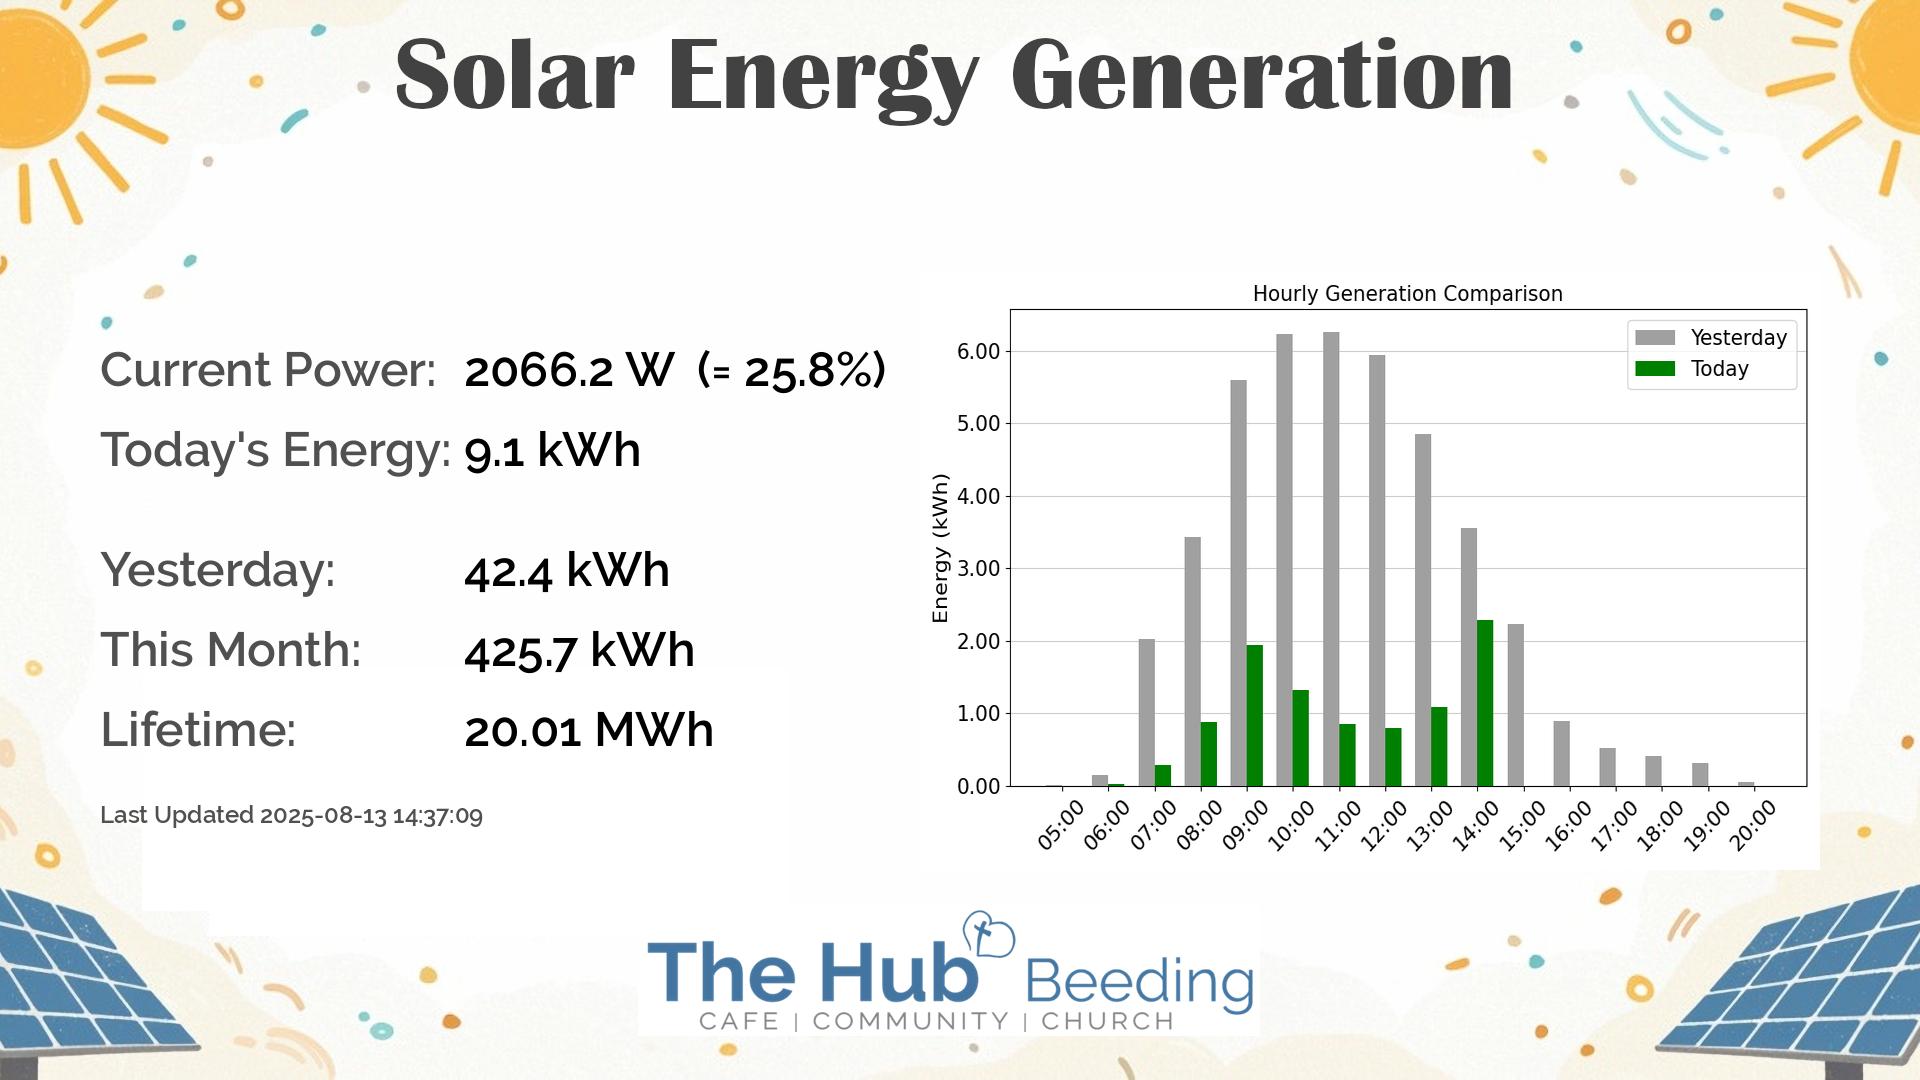 Solar Energy Generation
Current Power: 2066.2 W (= 25.8%)
Today's Energy: 9.1 kWh
Yesterday: 42.4 kWh
This Month: 425.7 kWh
Lifetime: 20.01 MWh
Last Updated 2025-08-13 14:37:09
Hourly Generation Comparison
Yesterday
Today
Energy (kWh)
6.00
5.00
4.00
3.00
2.00
1.00
0.00
05:00 06:00 07:00 08:00 09:00 10:00 11:00 12:00 13:00 14:00 15:00 16:00 17:00 18:00 19:00 20:00
The Hub Beeding
CAFE | COMMUNITY | CHURCH